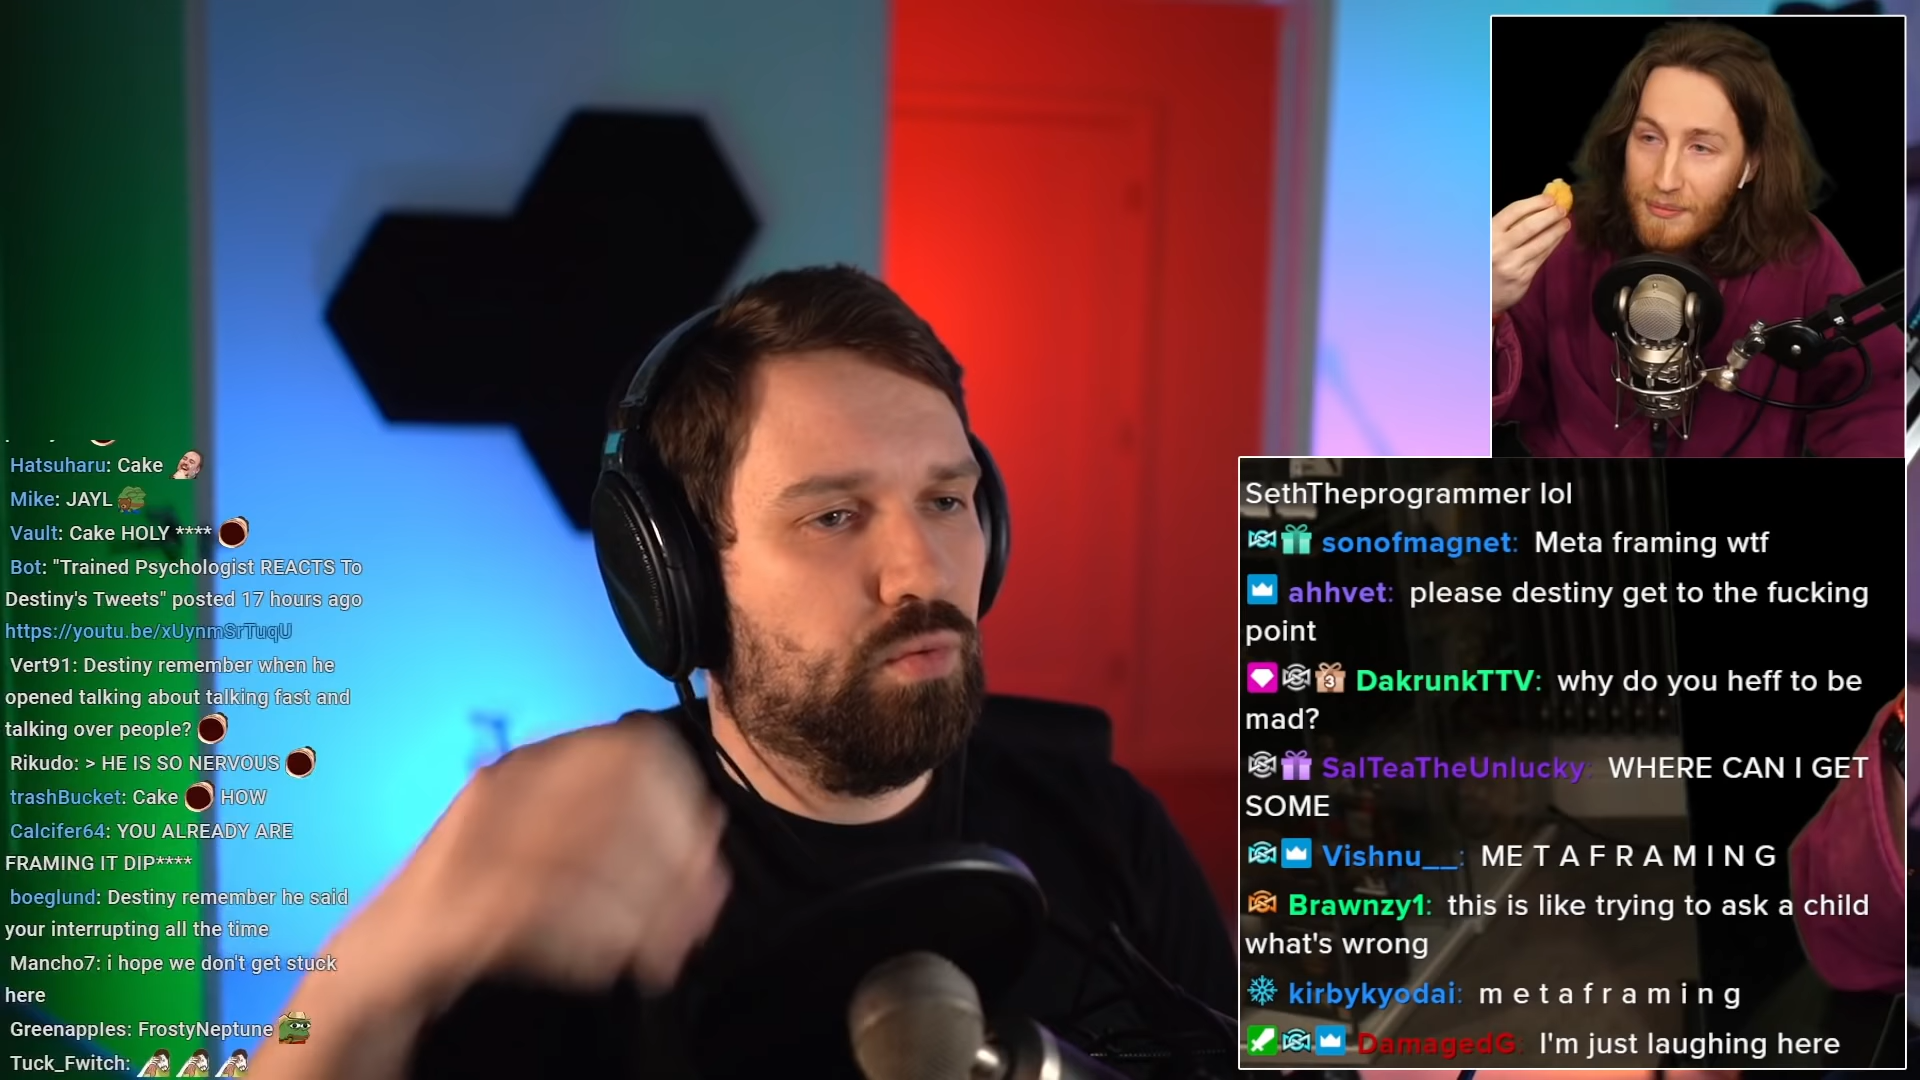 Hatsuharu: Cake
Mike: JAYL
Vault: Cake HOLY ****
Bot: "Trained Psychologist REACTS To
Destiny's Tweets" posted 17 hours ago
https://youtu.be/xUynmSrTuqU
Vert91: Destiny remember when he
opened talking about talking fast and
talking over people?
Rikudo: > HE IS SO NERVOUS
trashBucket: Cake HOW
Calcifer64: YOU ALREADY ARE
FRAMING IT DIP****
boeglund: Destiny remember he said
your interrupting all the time
Mancho7: i hope we don't get stuck
here
Greenapples: FrostyNeptune
Tuck_Fwitch:
SethTheprogrammer lol
sonofmagnet: Meta framing wtf
ahhvet: please destiny get to the fucking
point
3 DakrunkTTV: why do you heff to be
mad?
SalTeaTheUnlucky: WHERE CAN I GET
SOME
Vishnu__: ME T A F R A M I N G
Brawnzy1: this is like trying to ask a child
what's wrong
kirbykyodai: m e t a f r a m i n g
DamagedG: I'm just laughing here